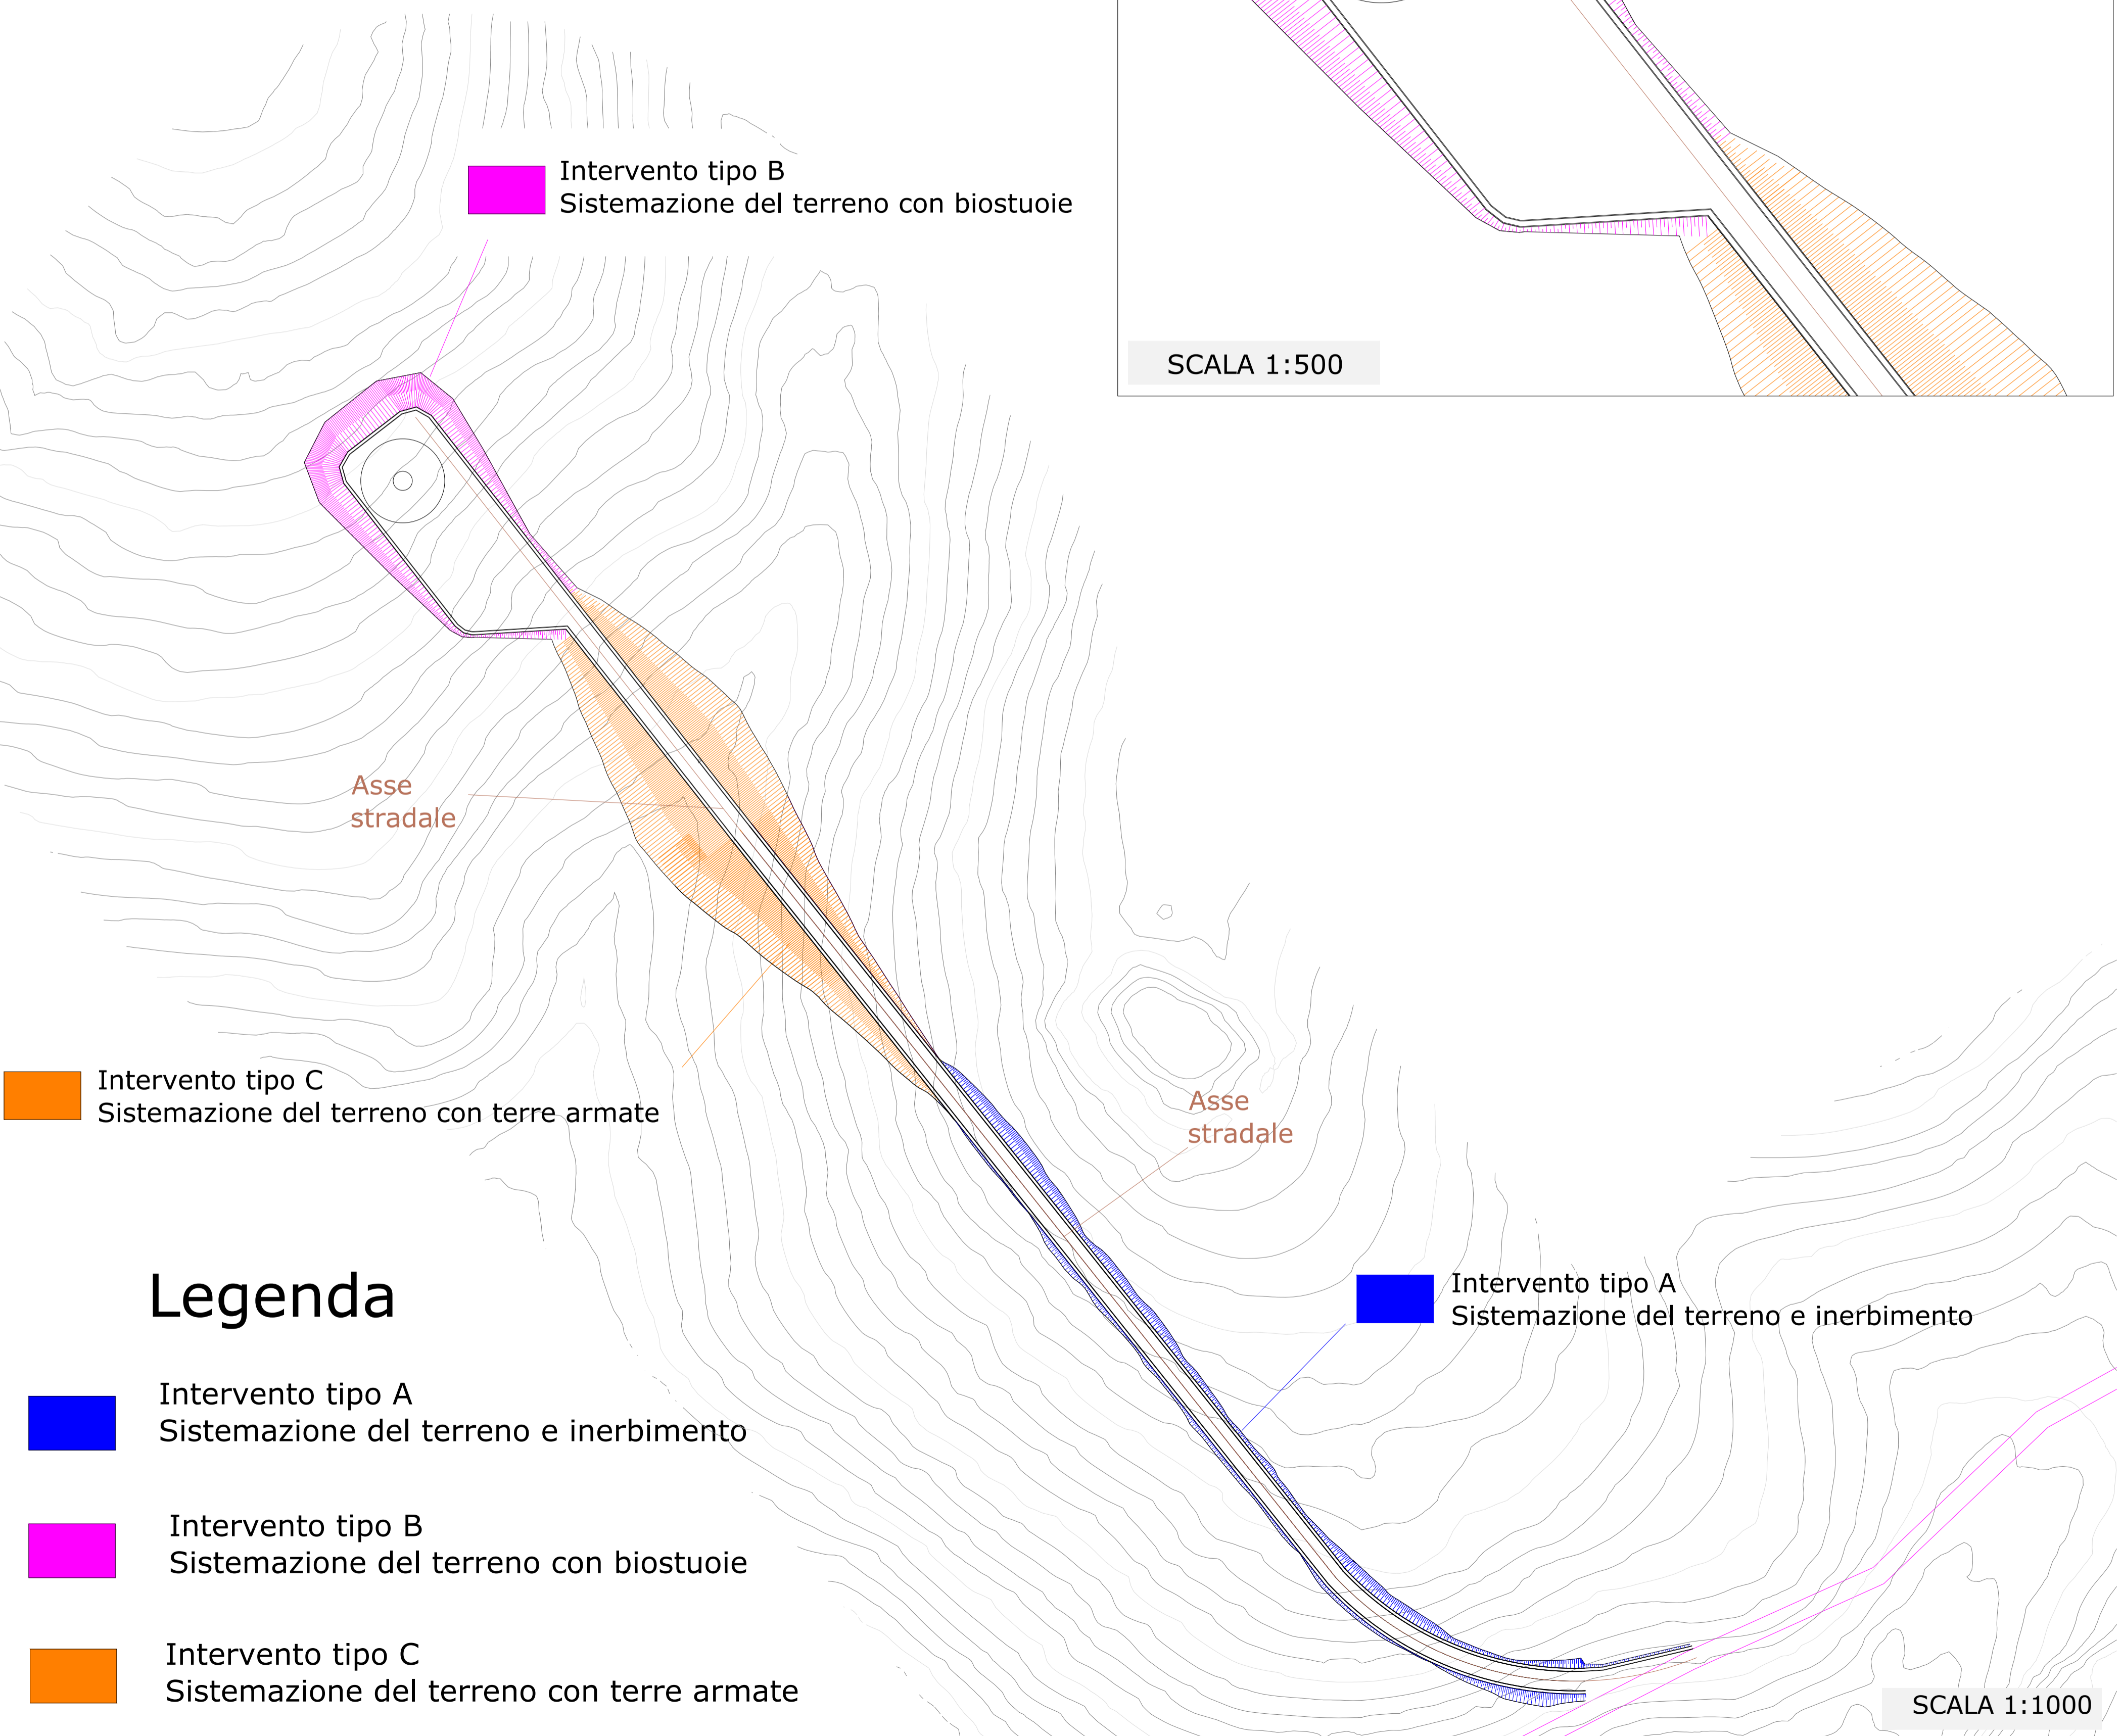 Intervento tipo B
Sistemazione del terreno con biostuoie
SCALA 1:500
Asse
stradale
Intervento tipo C
Sistemazione del terreno con terre armate
Asse
stradale
Intervento tipo A
Sistemazione del terreno e inerbimento
Legenda
Intervento tipo A
Sistemazione del terreno e inerbimento
Intervento tipo B
Sistemazione del terreno con biostuoie
Intervento tipo C
Sistemazione del terreno con terre armate
SCALA 1:1000